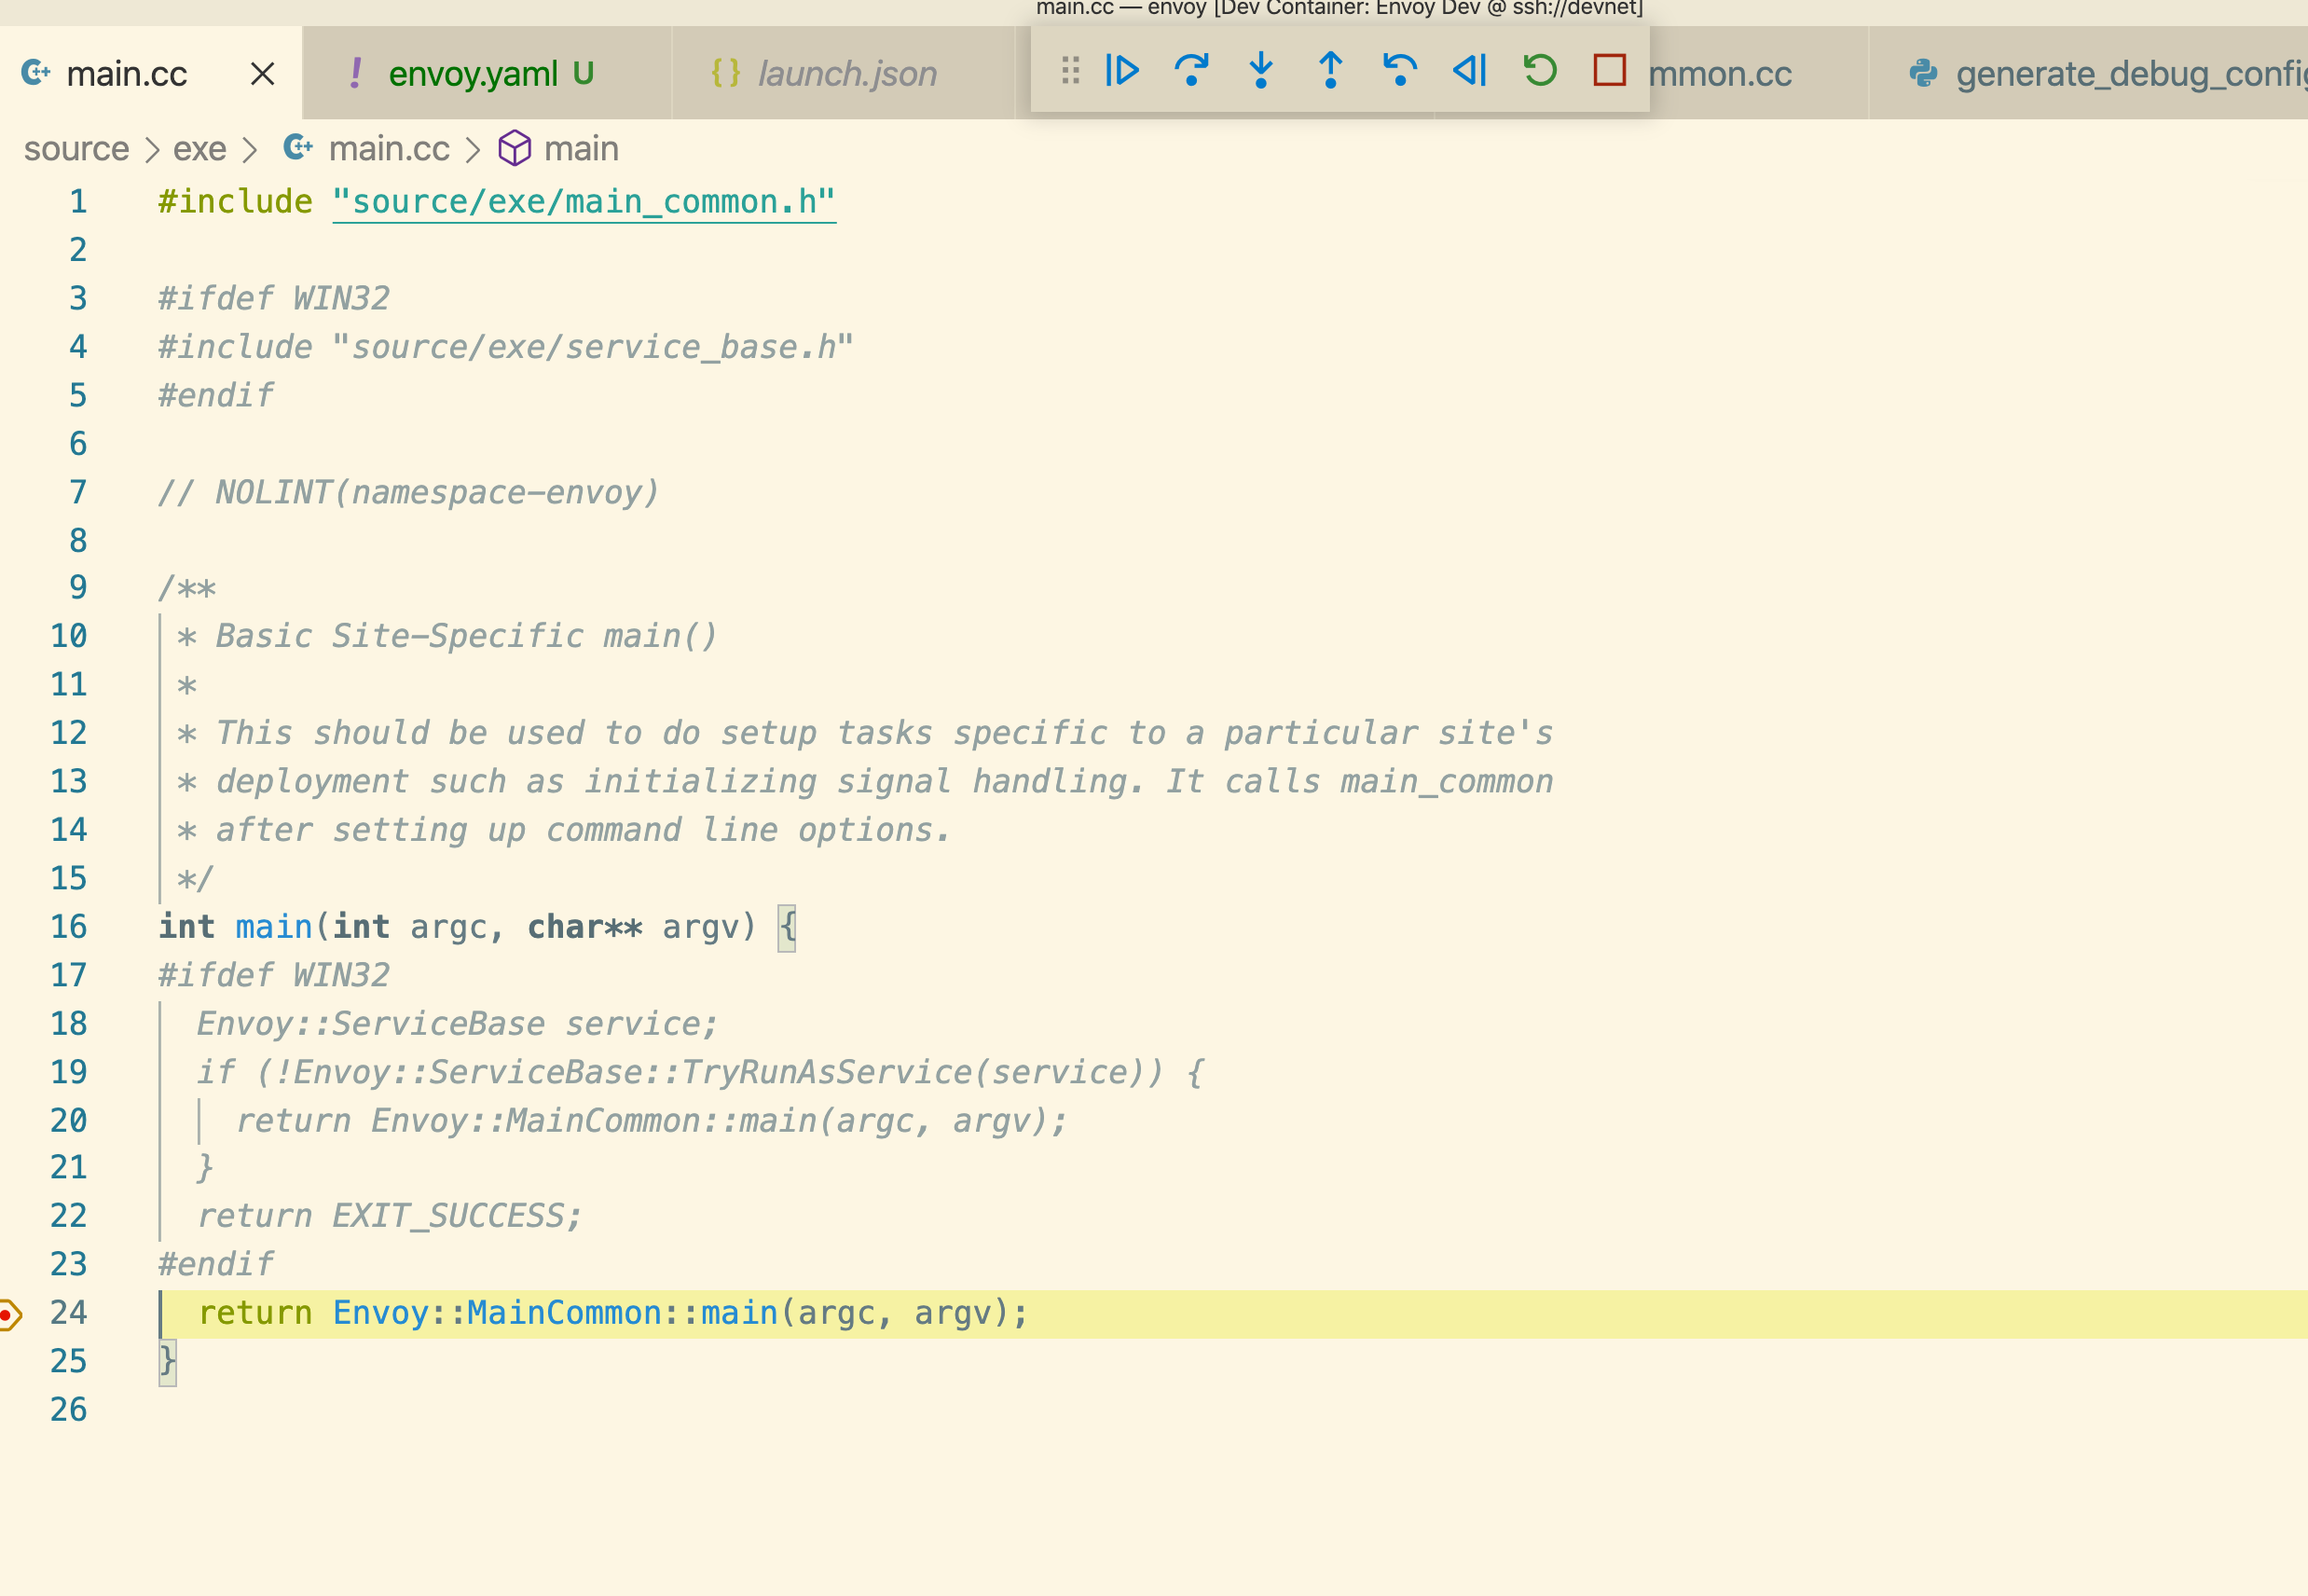 main.cc — envoy [Dev Container: Envoy Dev @ ssh://devnet]
main.cc
envoy.yaml U
launch.json
mmon.cc
generate_debug_config
source > exe > main.cc > main
1 #include "source/exe/main_common.h"
2
3 #ifdef WIN32
4 #include "source/exe/service_base.h"
5 #endif
6
7 // NOLINT(namespace-envoy)
8
9 /**
10  * Basic Site-Specific main()
11  *
12  * This should be used to do setup tasks specific to a particular site's
13  * deployment such as initializing signal handling. It calls main_common
14  * after setting up command line options.
15  */
16 int main(int argc, char** argv) {
17 #ifdef WIN32
18   Envoy::ServiceBase service;
19   if (!Envoy::ServiceBase::TryRunAsService(service)) {
20     return Envoy::MainCommon::main(argc, argv);
21   }
22   return EXIT_SUCCESS;
23 #endif
24   return Envoy::MainCommon::main(argc, argv);
25 }
26